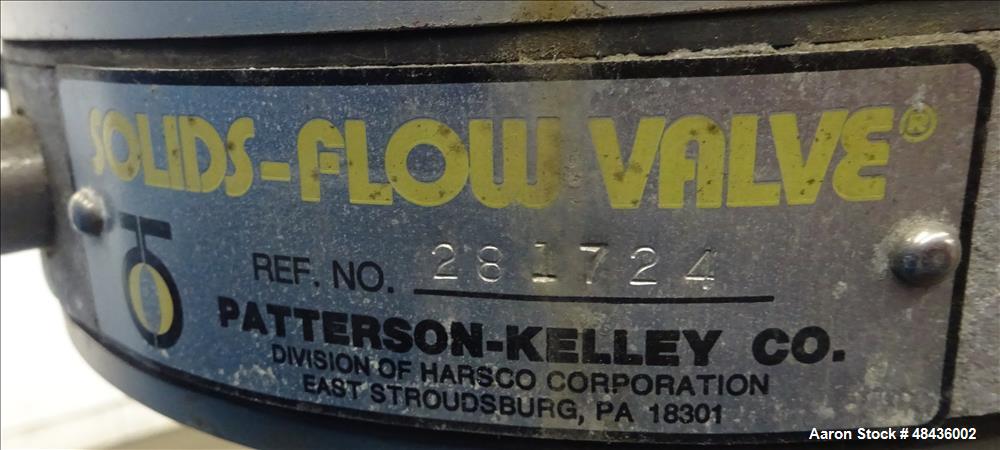 SOLIDS-FLOW VALVE®
REF. NO. 281724
PATTERSON-KELLEY CO.
DIVISION OF HARSCO CORPORATION
EAST STROUDSBURG, PA 18301
Aaron Stock # 48436002